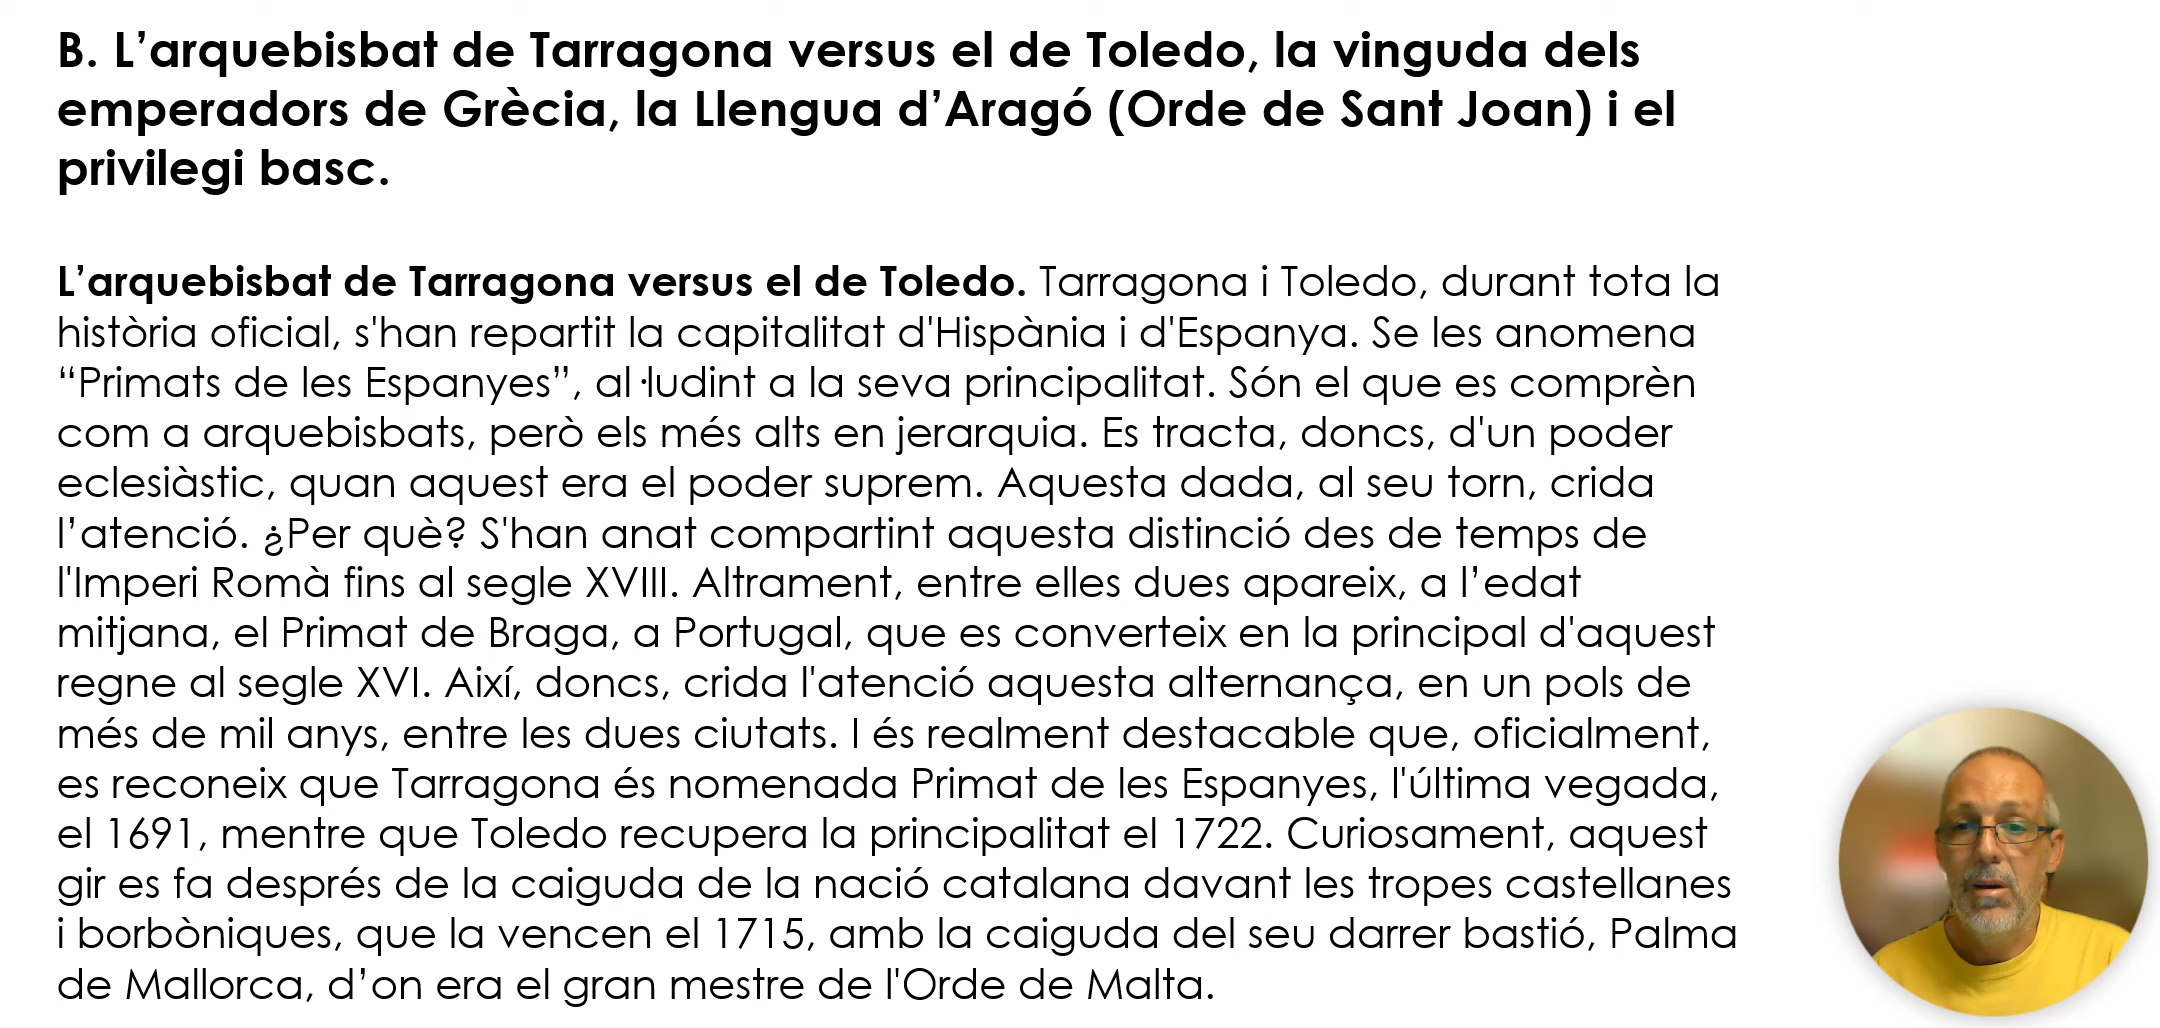 B. L’arquebisbat de Tarragona versus el de Toledo, la vinguda dels
emperadors de Grècia, la Llengua d’Aragó (Orde de Sant Joan) i el
privilegi basc.
L’arquebisbat de Tarragona versus el de Toledo. Tarragona i Toledo, durant tota la
història oficial, s'han repartit la capitalitat d'Hispània i d'Espanya. Se les anomena
“Primats de les Espanyes”, al·ludint a la seva principalitat. Són el que es comprèn
com a arquebisbats, però els més alts en jerarquia. Es tracta, doncs, d'un poder
eclesiàstic, quan aquest era el poder suprem. Aquesta dada, al seu torn, crida
l’atenció. ¿Per què? S'han anat compartint aquesta distinció des de temps de
l'Imperi Romà fins al segle XVIII. Altrament, entre elles dues apareix, a l’edat
mitjana, el Primat de Braga, a Portugal, que es converteix en la principal d'aquest
regne al segle XVI. Així, doncs, crida l'atenció aquesta alternança, en un pols de
més de mil anys, entre les dues ciutats. I és realment destacable que, oficialment,
es reconeix que Tarragona és nomenada Primat de les Espanyes, l'última vegada,
el 1691, mentre que Toledo recupera la principalitat el 1722. Curiosament, aquest
gir es fa després de la caiguda de la nació catalana davant les tropes castellanes
i borbòniques, que la vencen el 1715, amb la caiguda del seu darrer bastió, Palma
de Mallorca, d’on era el gran mestre de l'Orde de Malta.